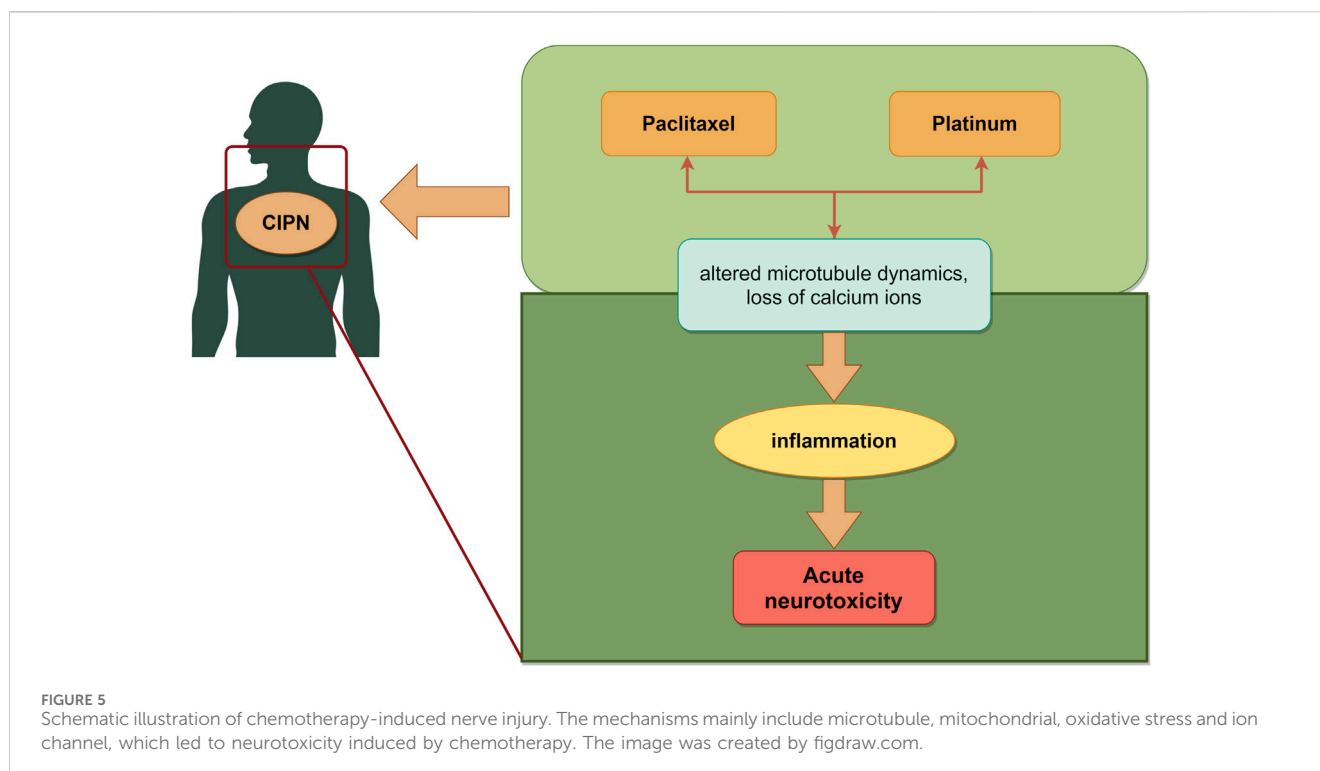 Paclitaxel
Platinum
CIPN
altered microtubule dynamics,
loss of calcium ions
inflammation
Acute
neurotoxicity
FIGURE 5
Schematic illustration of chemotherapy-induced nerve injury. The mechanisms mainly include microtubule, mitochondrial, oxidative stress and ion
channel, which led to neurotoxicity induced by chemotherapy. The image was created by figdraw.com.